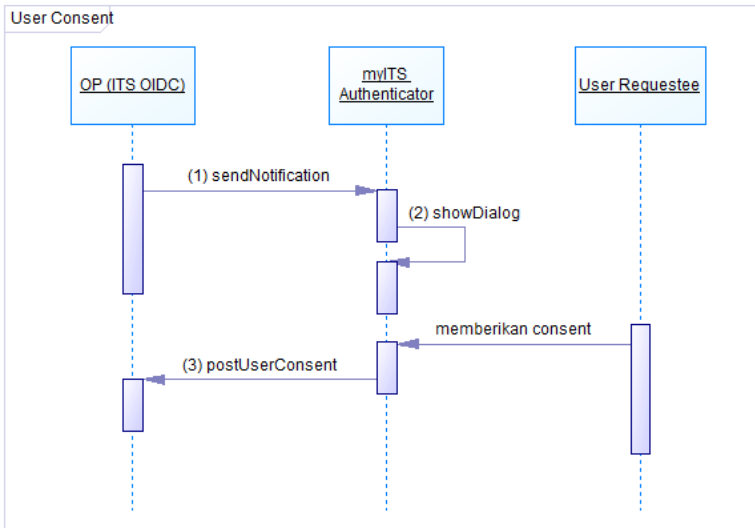 User Consent
OP (ITS OIDC)
myITS
Authenticator
User Requestee
(1) sendNotification
(2) showDialog
memberikan consent
(3) postUserConsent